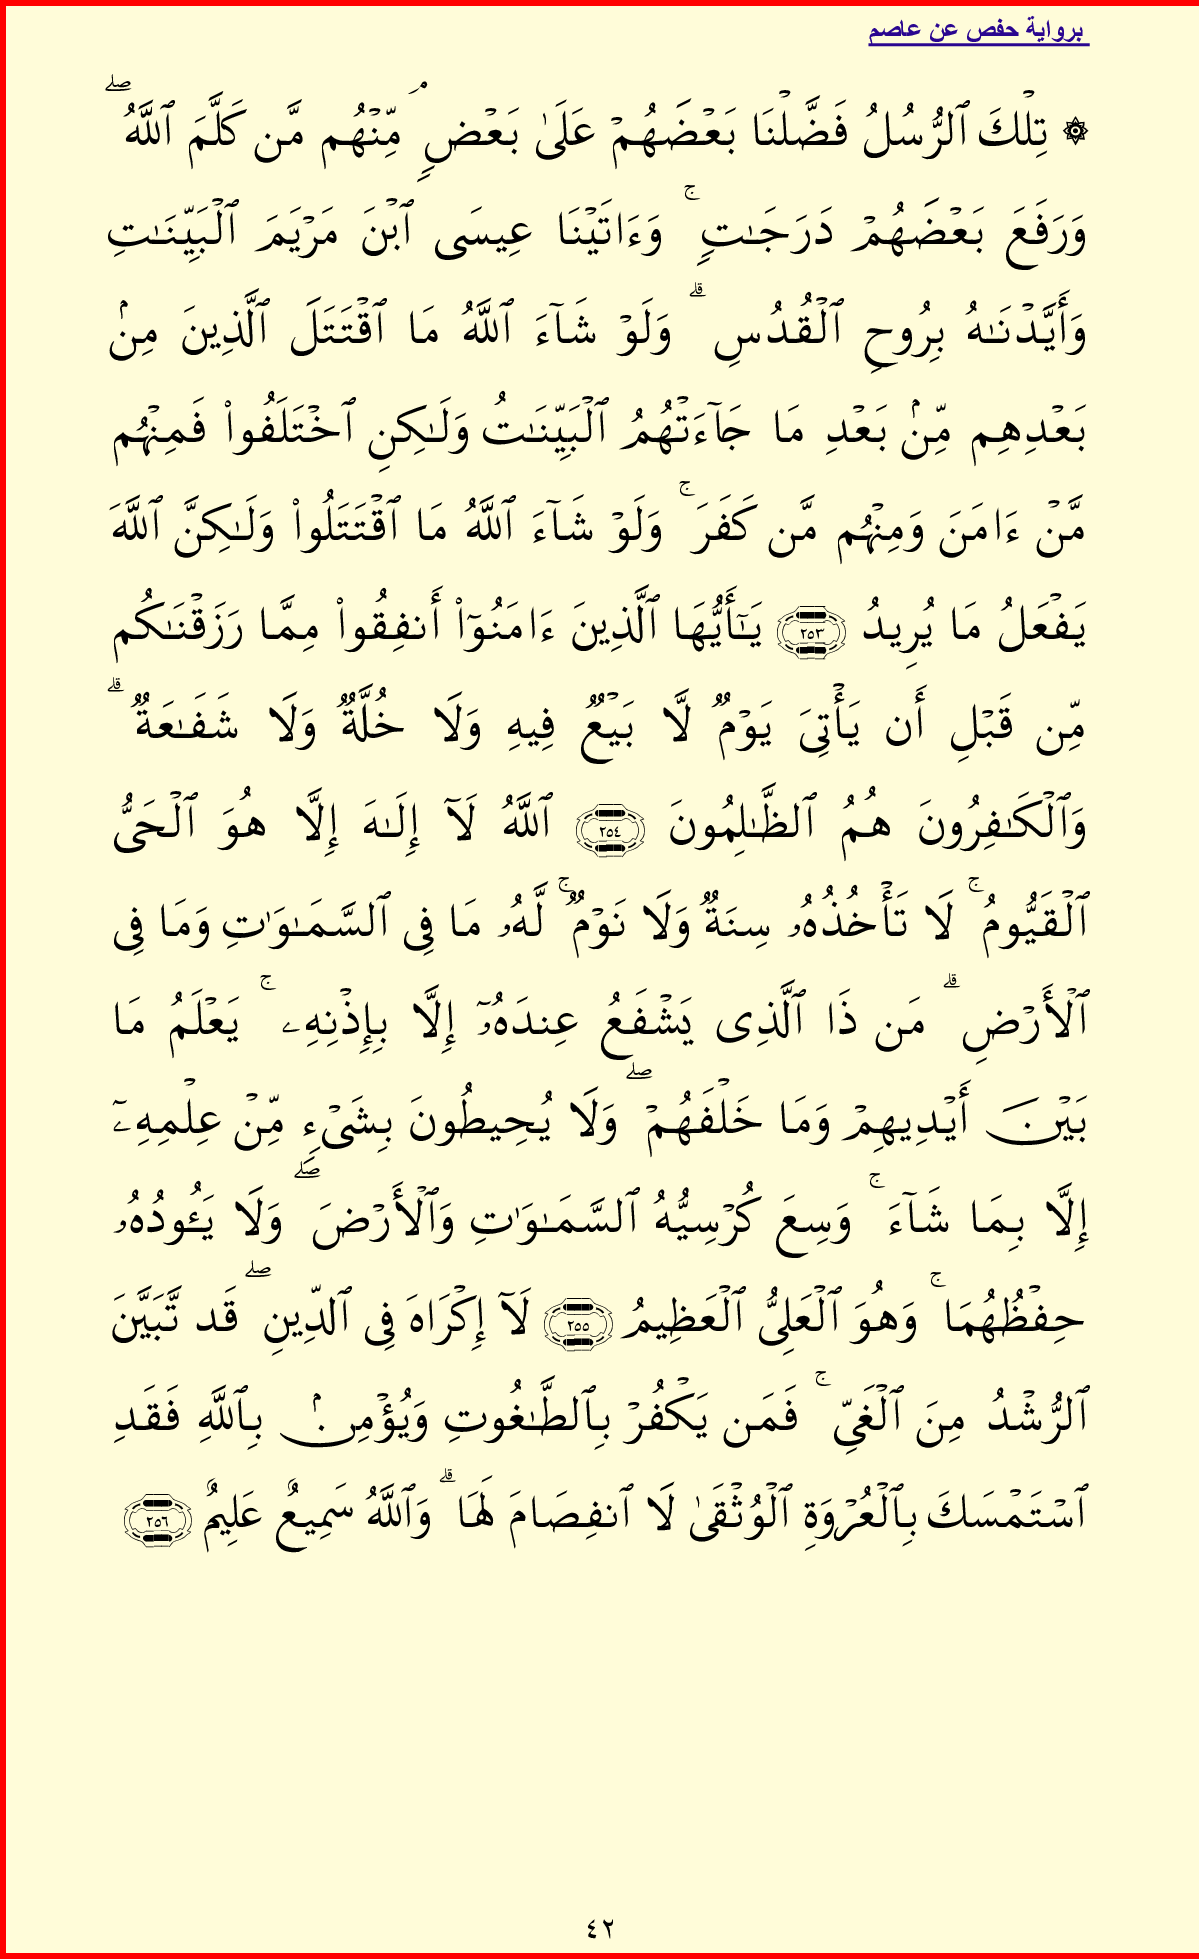 برواية حفص عن عاصم
۞ تِلۡكَ ٱلرُّسُلُ فَضَّلۡنَا بَعۡضَهُمۡ عَلَىٰ بَعۡضٖۘ مِّنۡهُم مَّن كَلَّمَ ٱللَّهُۖ
وَرَفَعَ بَعۡضَهُمۡ دَرَجَٰتٖۚ وَءَاتَيۡنَا عِيسَى ٱبۡنَ مَرۡيَمَ ٱلۡبَيِّنَٰتِ
وَأَيَّدۡنَٰهُ بِرُوحِ ٱلۡقُدُسِۗ وَلَوۡ شَآءَ ٱللَّهُ مَا ٱقۡتَتَلَ ٱلَّذِينَ مِنۢ
بَعۡدِهِم مِّنۢ بَعۡدِ مَا جَآءَتۡهُمُ ٱلۡبَيِّنَٰتُ وَلَٰكِنِ ٱخۡتَلَفُواْ فَمِنۡهُم
مَّنۡ ءَامَنَ وَمِنۡهُم مَّن كَفَرَۚ وَلَوۡ شَآءَ ٱللَّهُ مَا ٱقۡتَتَلُواْ وَلَٰكِنَّ ٱللَّهَ
يَفۡعَلُ مَا يُرِيدُ ٢٥٣ يَٰٓأَيُّهَا ٱلَّذِينَ ءَامَنُوٓاْ أَنفِقُواْ مِمَّا رَزَقۡنَٰكُم
مِّن قَبۡلِ أَن يَأۡتِيَ يَوۡمٞ لَّا بَيۡعٞ فِيهِ وَلَا خُلَّةٞ وَلَا شَفَٰعَةٞۗ
وَٱلۡكَٰفِرُونَ هُمُ ٱلظَّٰلِمُونَ ٢٥٤ ٱللَّهُ لَآ إِلَٰهَ إِلَّا هُوَ ٱلۡحَيُّ
ٱلۡقَيُّومُۚ لَا تَأۡخُذُهُۥ سِنَةٞ وَلَا نَوۡمٞۚ لَّهُۥ مَا فِي ٱلسَّمَٰوَٰتِ وَمَا فِي
ٱلۡأَرۡضِۗ مَن ذَا ٱلَّذِي يَشۡفَعُ عِندَهُۥٓ إِلَّا بِإِذۡنِهِۦۚ يَعۡلَمُ مَا
بَيۡنَ أَيۡدِيهِمۡ وَمَا خَلۡفَهُمۡۖ وَلَا يُحِيطُونَ بِشَيۡءٖ مِّنۡ عِلۡمِهِۦٓ
إِلَّا بِمَا شَآءَۚ وَسِعَ كُرۡسِيُّهُ ٱلسَّمَٰوَٰتِ وَٱلۡأَرۡضَۖ وَلَا يَـُٔودُهُۥ
حِفۡظُهُمَاۚ وَهُوَ ٱلۡعَلِيُّ ٱلۡعَظِيمُ ٢٥٥ لَآ إِكۡرَاهَ فِي ٱلدِّينِۖ قَد تَّبَيَّنَ
ٱلرُّشۡدُ مِنَ ٱلۡغَيِّۚ فَمَن يَكۡفُرۡ بِٱلطَّٰغُوتِ وَيُؤۡمِنۢ بِٱللَّهِ فَقَدِ
ٱسۡتَمۡسَكَ بِٱلۡعُرۡوَةِ ٱلۡوُثۡقَىٰ لَا ٱنفِصَامَ لَهَاۗ وَٱللَّهُ سَمِيعٌ عَلِيمٌ ٢٥٦
٤٢